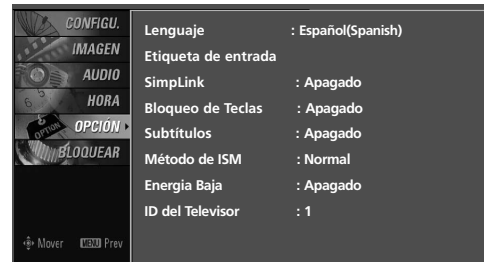 CONFIGU.
IMAGEN
AUDIO
HORA
OPCIÓN
BLOQUEAR
Mover MENU Prev
Lenguaje : Español(Spanish)
Etiqueta de entrada
SimpLink : Apagado
Bloqueo de Teclas : Apagado
Subtítulos : Apagado
Método de ISM : Normal
Energia Baja : Apagado
ID del Televisor : 1